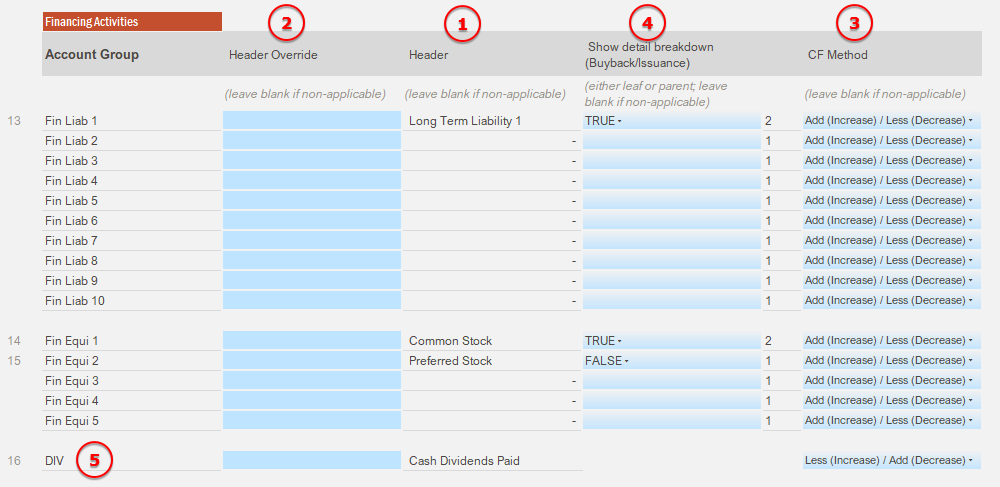 Financing Activities
2
1
4
3
Account Group
Header Override
Header
Show detail breakdown
(Buyback/Issuance)
CF Method
(leave blank if non-applicable)
(leave blank if non-applicable)
(either leaf or parent; leave
blank if non-applicable)
(leave blank if non-applicable)
13 Fin Liab 1 Long Term Liability 1 TRUE 2 Add (Increase) / Less (Decrease)
Fin Liab 2 - 1 Add (Increase) / Less (Decrease)
Fin Liab 3 - 1 Add (Increase) / Less (Decrease)
Fin Liab 4 - 1 Add (Increase) / Less (Decrease)
Fin Liab 5 - 1 Add (Increase) / Less (Decrease)
Fin Liab 6 - 1 Add (Increase) / Less (Decrease)
Fin Liab 7 - 1 Add (Increase) / Less (Decrease)
Fin Liab 8 - 1 Add (Increase) / Less (Decrease)
Fin Liab 9 - 1 Add (Increase) / Less (Decrease)
Fin Liab 10 - 1 Add (Increase) / Less (Decrease)
14 Fin Equi 1 Common Stock TRUE 2 Add (Increase) / Less (Decrease)
15 Fin Equi 2 Preferred Stock FALSE 1 Add (Increase) / Less (Decrease)
Fin Equi 3 - 1 Add (Increase) / Less (Decrease)
Fin Equi 4 - 1 Add (Increase) / Less (Decrease)
Fin Equi 5 - 1 Add (Increase) / Less (Decrease)
16 DIV 5 Cash Dividends Paid Less (Increase) / Add (Decrease)